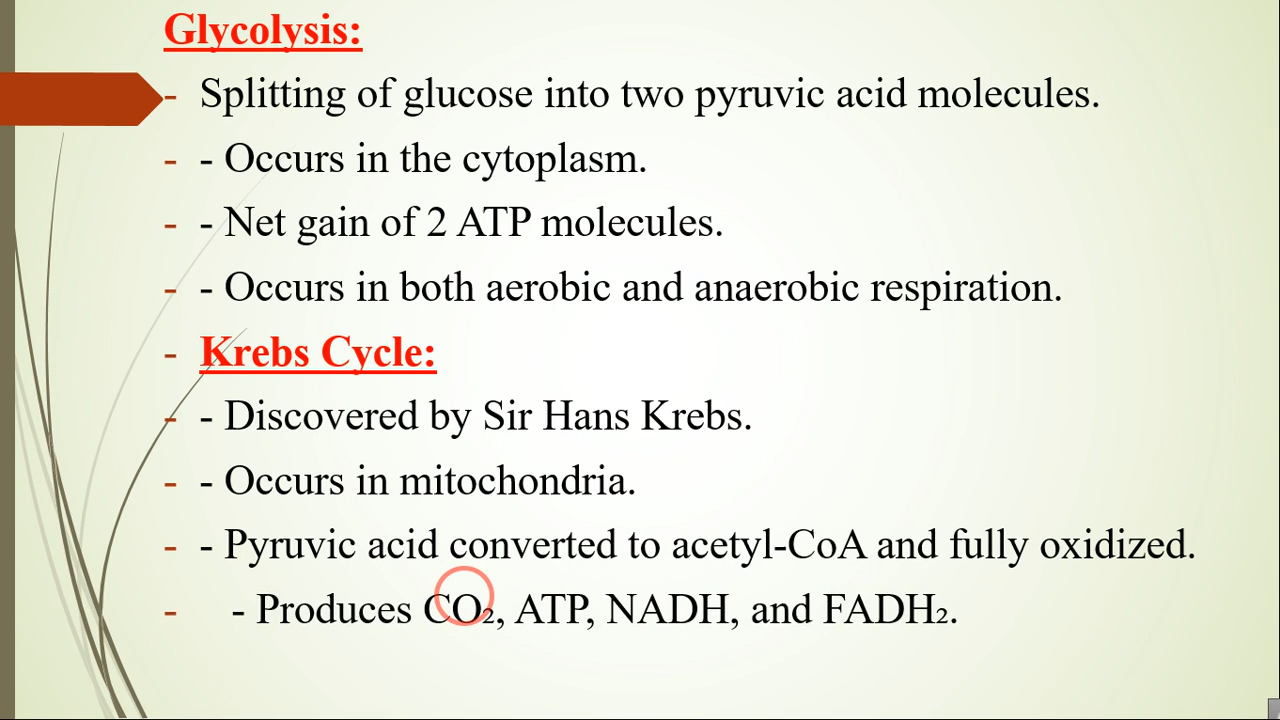 Glycolysis:
- Splitting of glucose into two pyruvic acid molecules.
- - Occurs in the cytoplasm.
- - Net gain of 2 ATP molecules.
- - Occurs in both aerobic and anaerobic respiration.
- Krebs Cycle:
- - Discovered by Sir Hans Krebs.
- - Occurs in mitochondria.
- - Pyruvic acid converted to acetyl-CoA and fully oxidized.
- - Produces CO₂, ATP, NADH, and FADH₂.